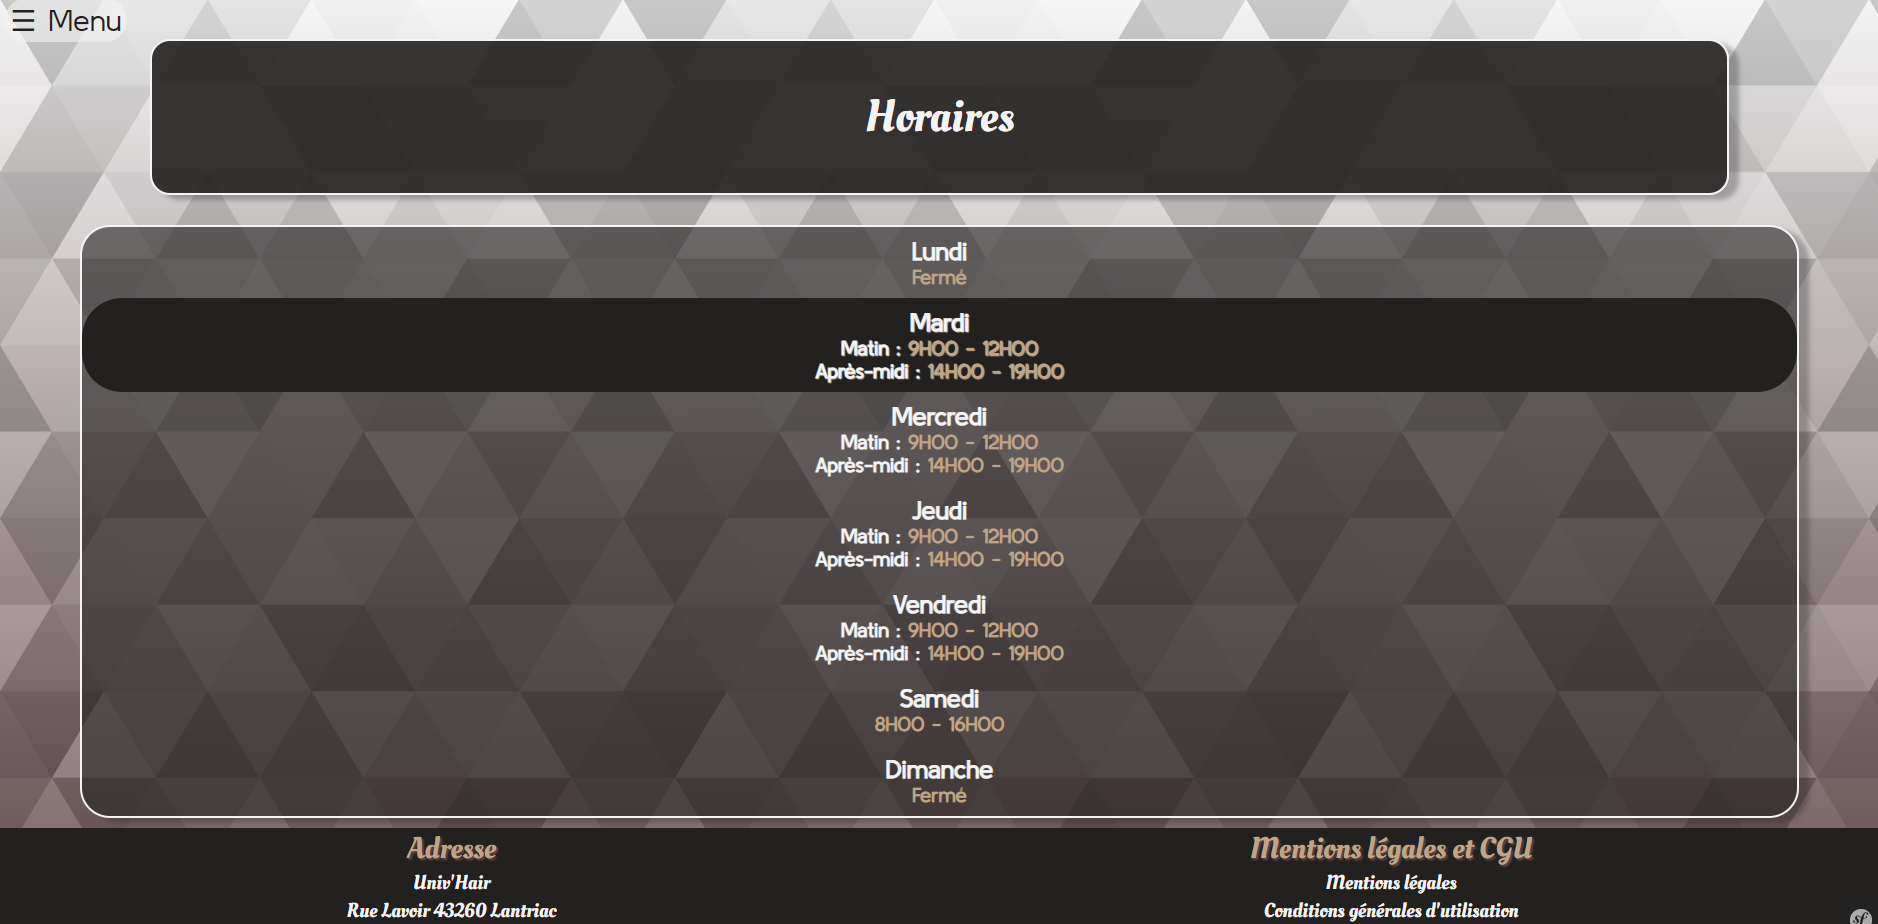 ☰ Menu
Horaires
Lundi
Fermé
Mardi
Matin : 9H00 - 12H00
Après-midi : 14H00 - 19H00
Mercredi
Matin : 9H00 - 12H00
Après-midi : 14H00 - 19H00
Jeudi
Matin : 9H00 - 12H00
Après-midi : 14H00 - 19H00
Vendredi
Matin : 9H00 - 12H00
Après-midi : 14H00 - 19H00
Samedi
8H00 - 16H00
Dimanche
Fermé
Adresse
Univ'Hair
Rue Lavoir 43260 Lantriac
Mentions légales et CGU
Mentions légales
Conditions générales d'utilisation
sf